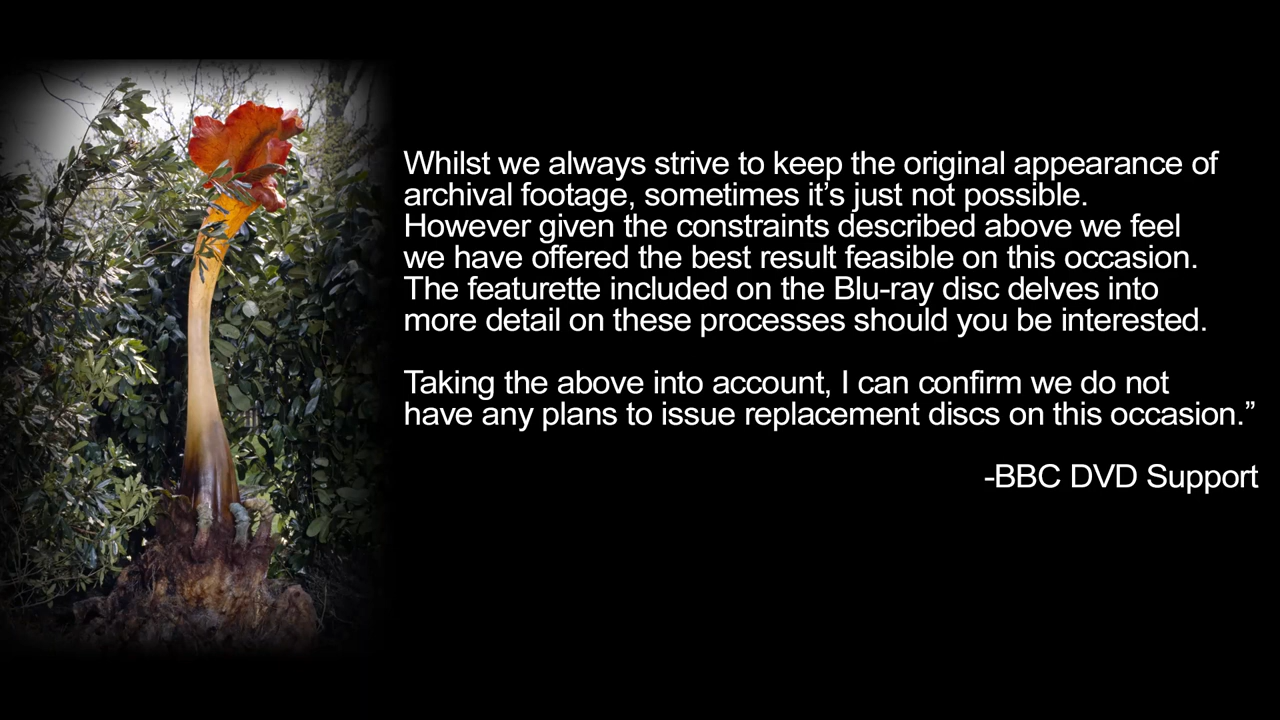 Whilst we always strive to keep the original appearance of
archival footage, sometimes it’s just not possible.
However given the constraints described above we feel
we have offered the best result feasible on this occasion.
The featurette included on the Blu-ray disc delves into
more detail on these processes should you be interested.
Taking the above into account, I can confirm we do not
have any plans to issue replacement discs on this occasion.”
-BBC DVD Support